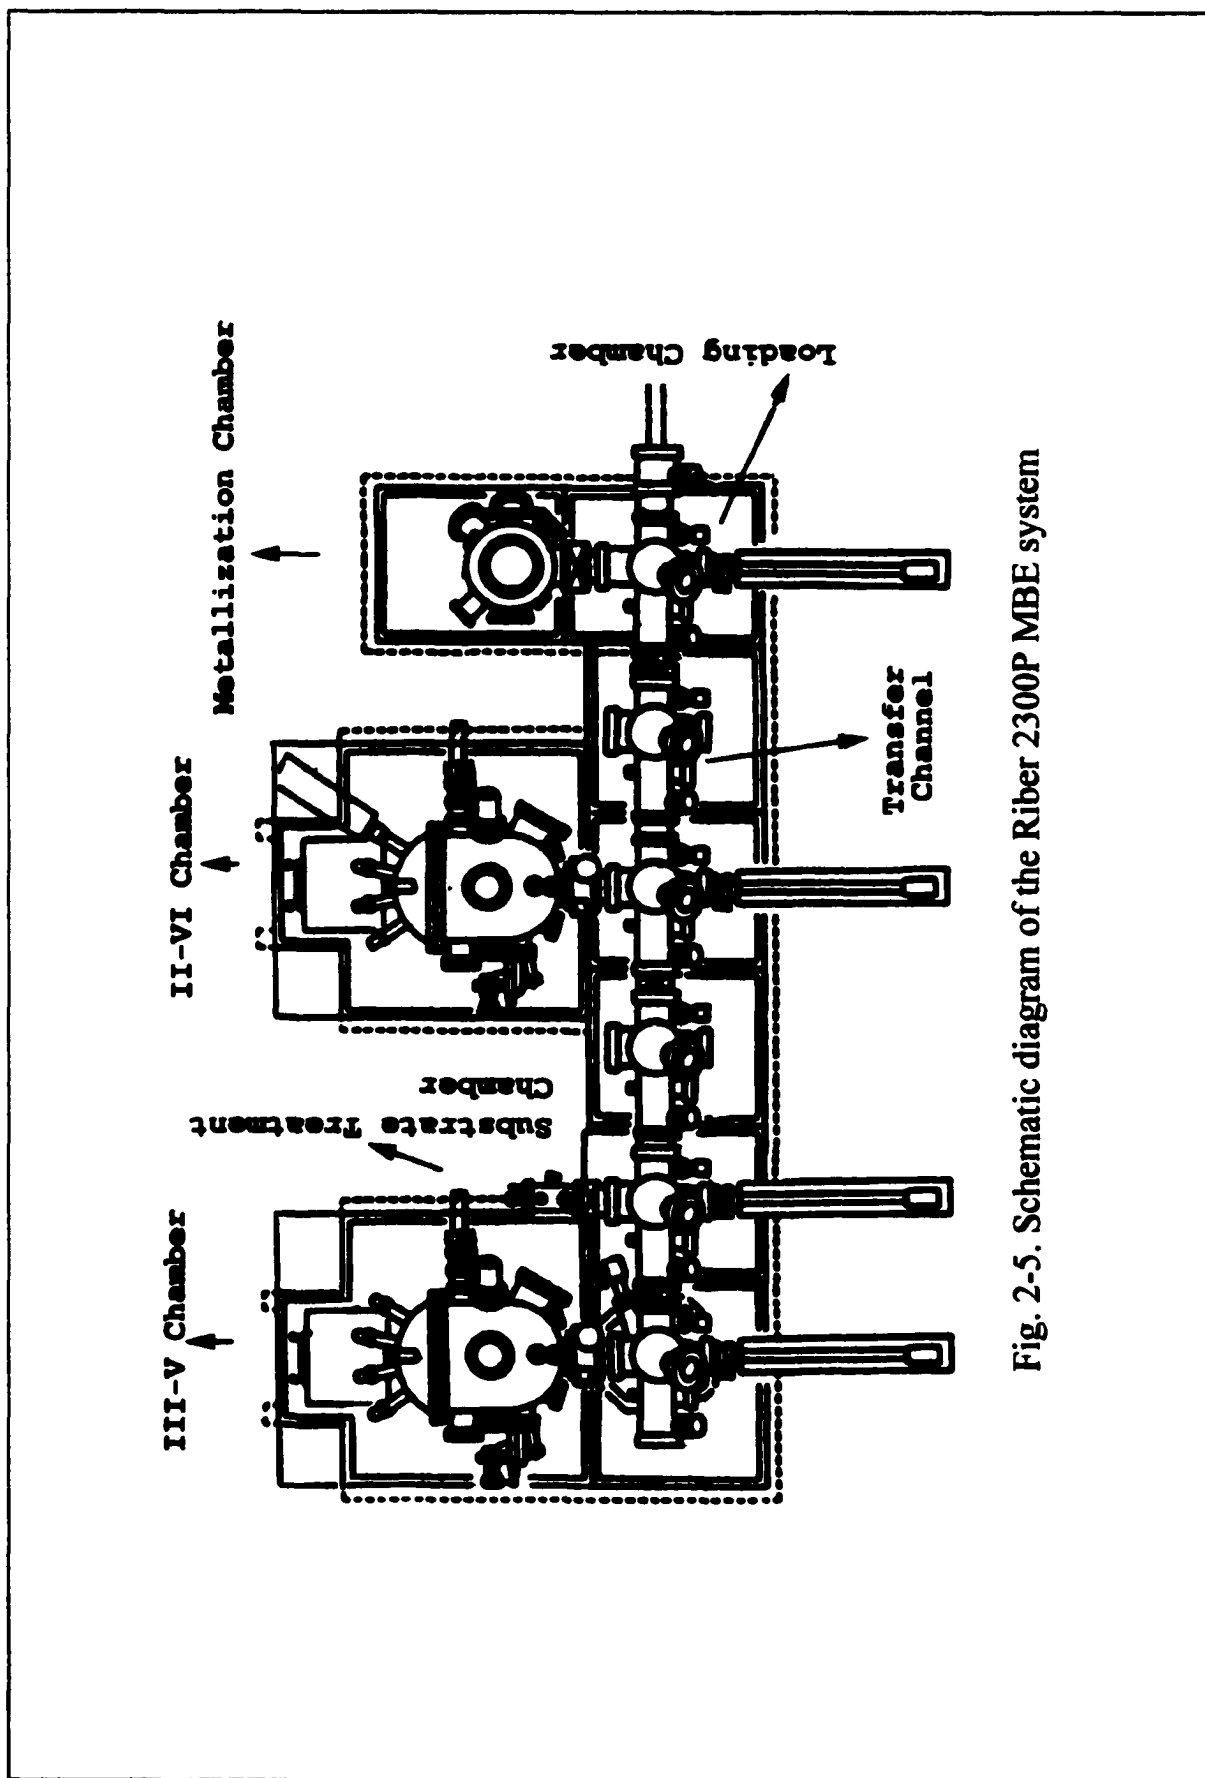 III-V Chamber
Substrate Treatment
Chamber
II-VI Chamber
Metallization Chamber
Loading Chamber
Transfer
Channel
Fig. 2-5. Schematic diagram of the Riber 2300P MBE system